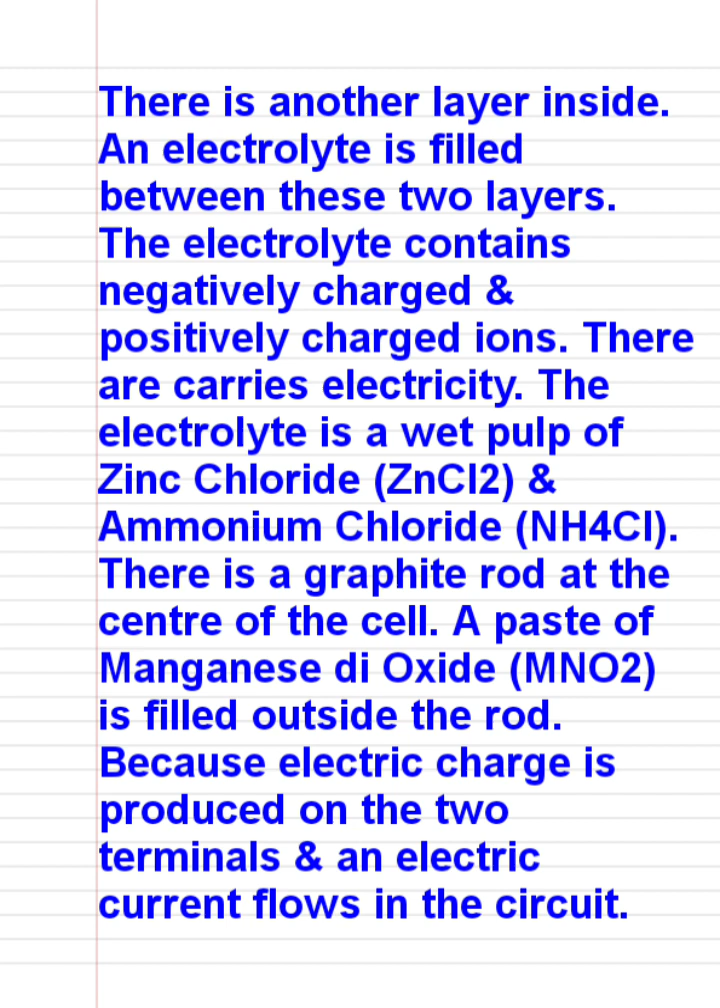 There is another layer inside.
An electrolyte is filled
between these two layers.
The electrolyte contains
negatively charged &
positively charged ions. There
are carries electricity. The
electrolyte is a wet pulp of
Zinc Chloride (ZnCl2) &
Ammonium Chloride (NH4Cl).
There is a graphite rod at the
centre of the cell. A paste of
Manganese di Oxide (MNO2)
is filled outside the rod.
Because electric charge is
produced on the two
terminals & an electric
current flows in the circuit.